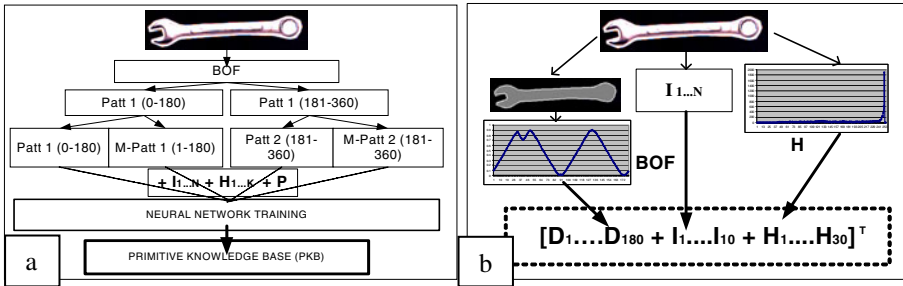 BOF
Patt 1 (0-180)
Patt 1 (181-360)
Patt 1 (0-180)
M-Patt 1 (1-180)
Patt 2 (181-
360)
M-Patt 2 (181-
360)
+ I1...N + H1...K + P
NEURAL NETWORK TRAINING
PRIMITIVE KNOWLEDGE BASE (PKB)
a
I 1...N
BOF
H
[D1....D180 + I1....I10 + H1....H30]T
b